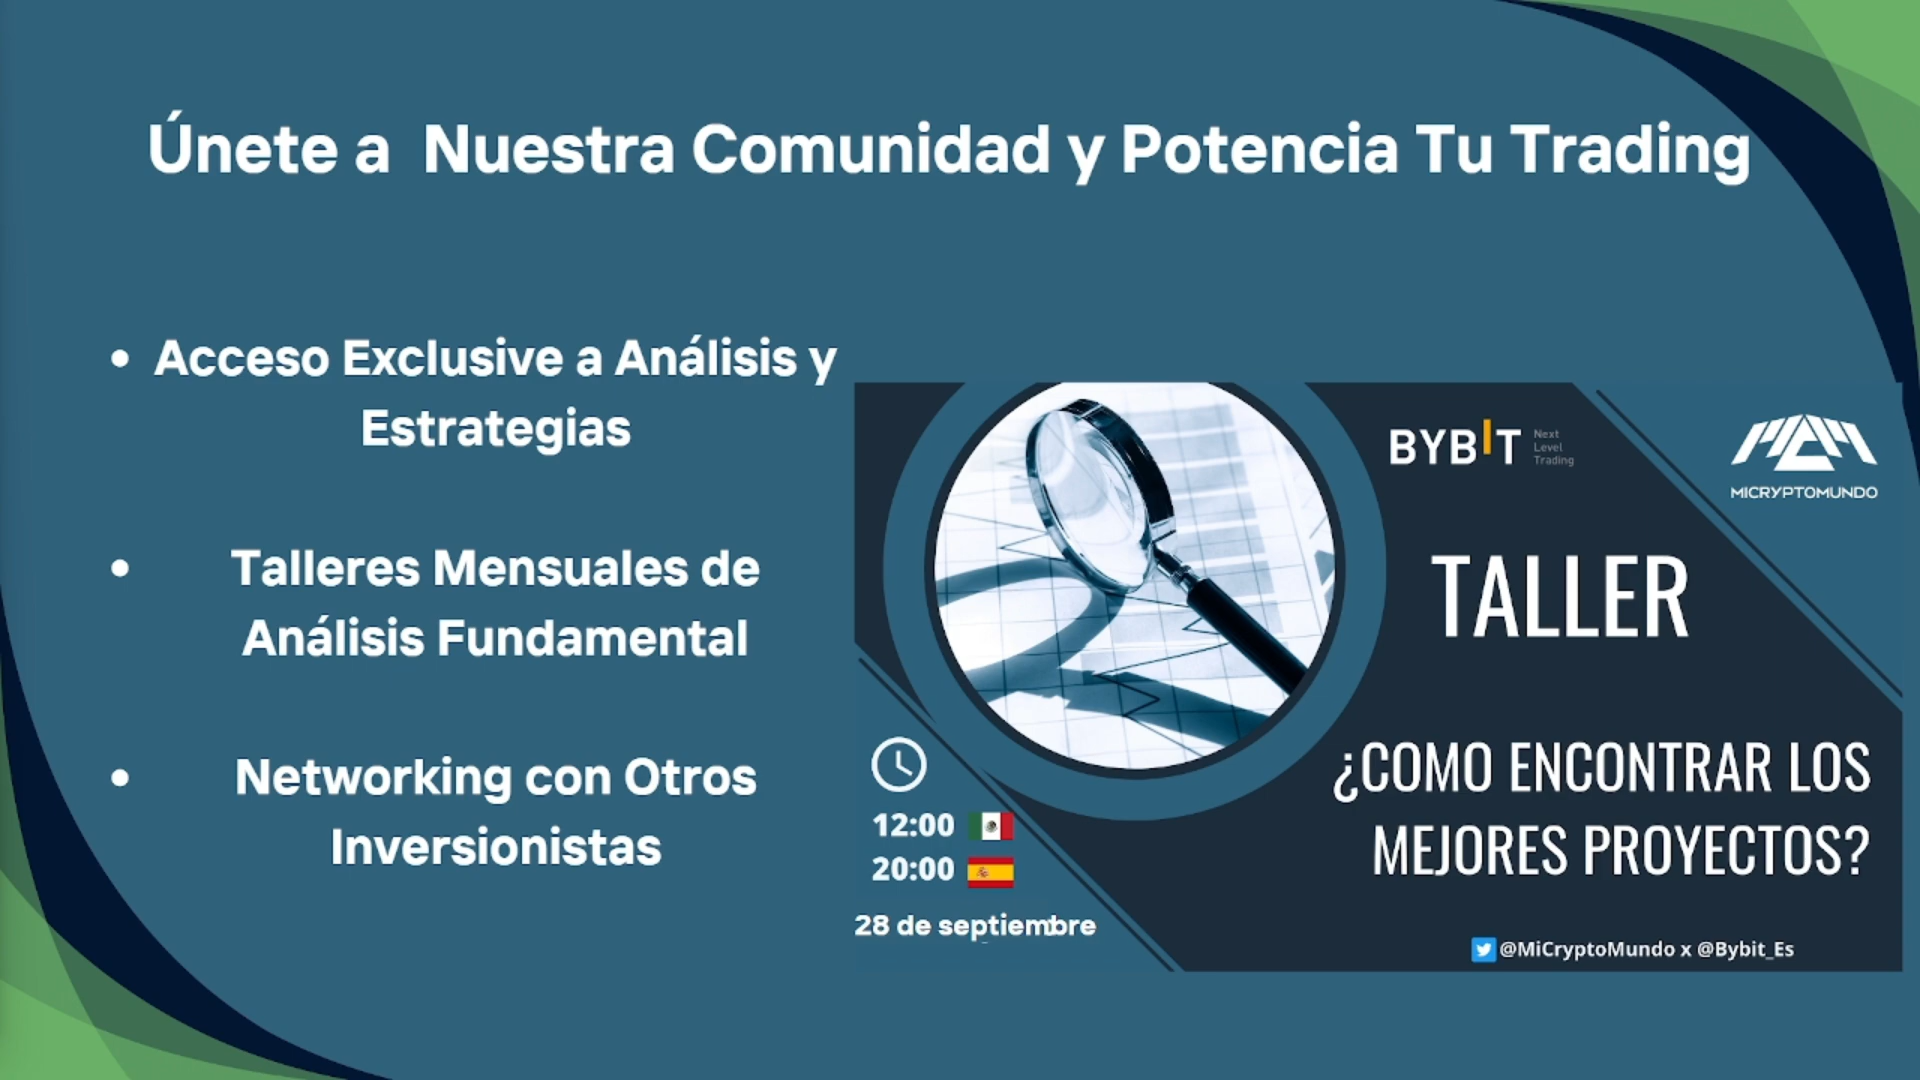 Únete a  Nuestra Comunidad y Potencia Tu Trading
• Acceso Exclusive a Análisis y
Estrategias
• Talleres Mensuales de
Análisis Fundamental
• Networking con Otros
Inversionistas
BYBIT Next
Level
Trading
MICRYPTOMUNDO
TALLER
¿COMO ENCONTRAR LOS
MEJORES PROYECTOS?
12:00
20:00
28 de septiembre
@MiCryptoMundo x @Bybit_Es